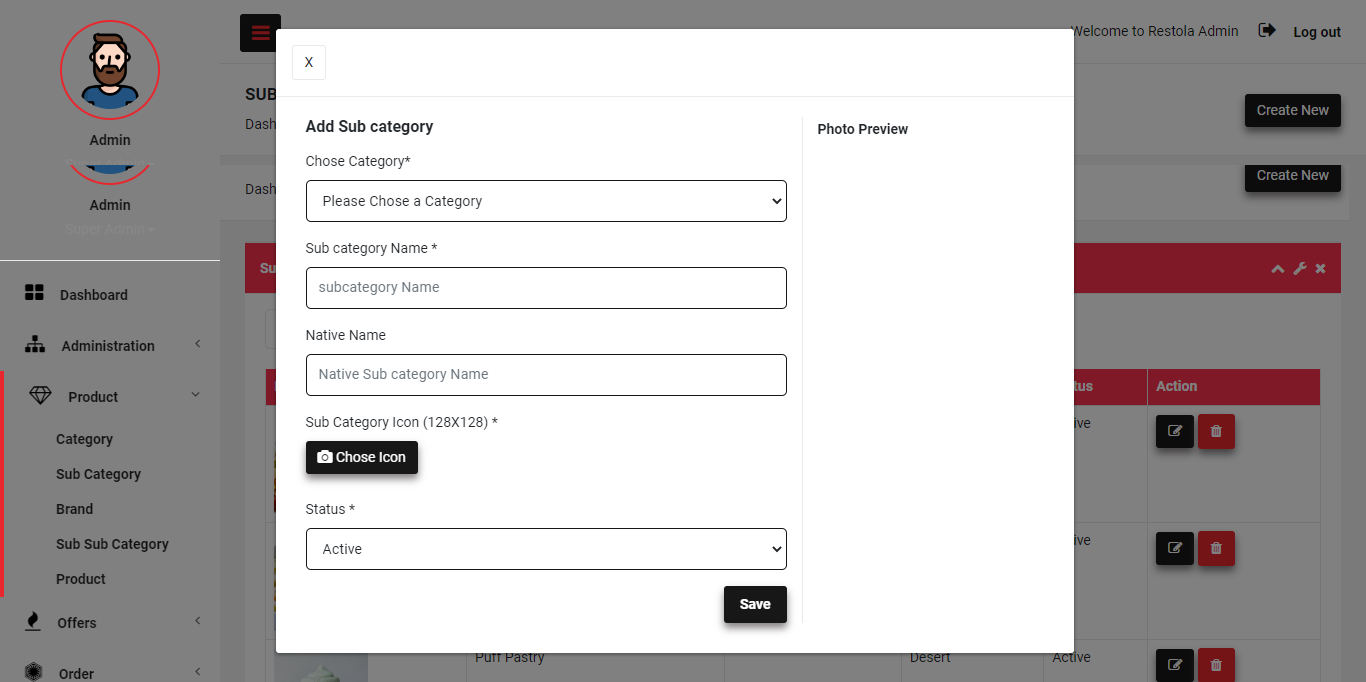 Admin
Super Admin
Admin
Super Admin
Dashboard
Administration
Product
Category
Sub Category
Brand
Sub Sub Category
Product
Offers
Order
Welcome to Restola Admin
Log out
SUB
Dash
Create New
Dash
Create New
Su
X
Add Sub category
Chose Category*
Please Chose a Category
Sub category Name *
subcategory Name
Native Name
Native Sub category Name
Sub Category Icon (128X128) *
Chose Icon
Status *
Active
Save
Photo Preview
tus
Action
ive
ive
Puff Pastry
Desert
Active